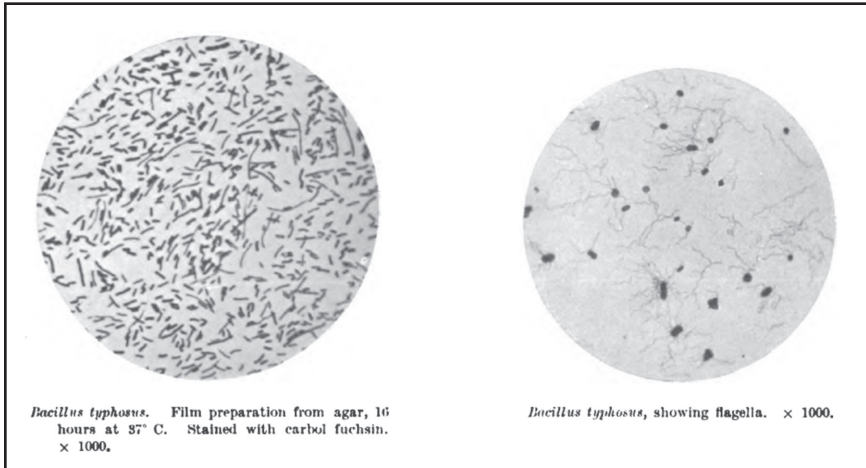 Bacillus typhosus. Film preparation from agar, 16
hours at 37° C. Stained with carbol fuchsin.
× 1000.
Bacillus typhosus, showing flagella. × 1000.